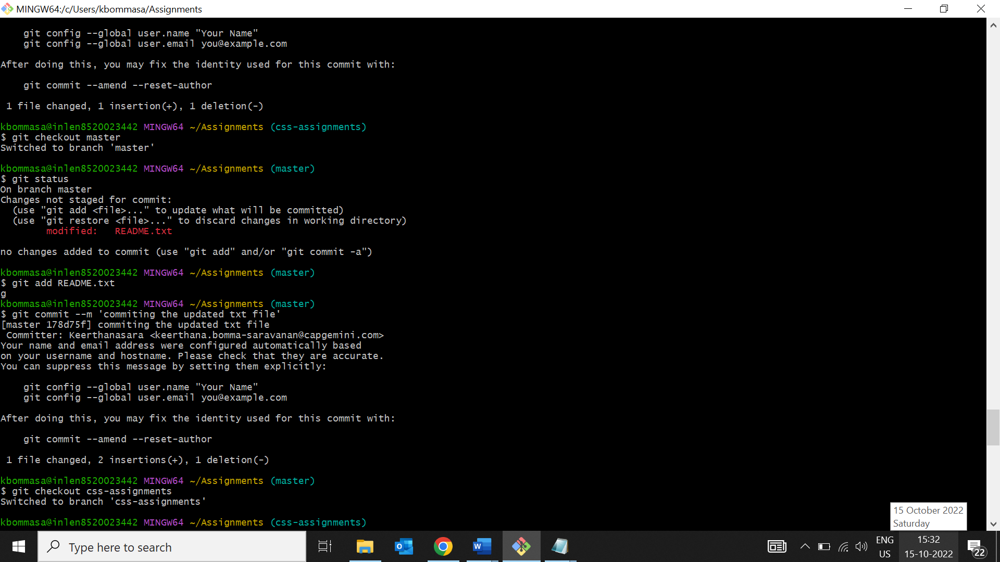 MINGW64:/c/Users/kbommasa/Assignments
git config --global user.name "Your Name"
git config --global user.email you@example.com
After doing this, you may fix the identity used for this commit with:
git commit --amend --reset-author
1 file changed, 1 insertion(+), 1 deletion(-)
kbommasa@inlen8520023442 MINGW64 ~/Assignments (css-assignments)
$ git checkout master
Switched to branch 'master'
kbommasa@inlen8520023442 MINGW64 ~/Assignments (master)
$ git status
On branch master
Changes not staged for commit:
(use "git add <file>..." to update what will be committed)
(use "git restore <file>..." to discard changes in working directory)
modified:   README.txt
no changes added to commit (use "git add" and/or "git commit -a")
kbommasa@inlen8520023442 MINGW64 ~/Assignments (master)
$ git add README.txt
g
kbommasa@inlen8520023442 MINGW64 ~/Assignments (master)
$ git commit --m 'commiting the updated txt file'
[master 178d75f] commiting the updated txt file
Committer: Keerthanasara <keerthana.bomma-saravanan@capgemini.com>
Your name and email address were configured automatically based
on your username and hostname. Please check that they are accurate.
You can suppress this message by setting them explicitly:
git config --global user.name "Your Name"
git config --global user.email you@example.com
After doing this, you may fix the identity used for this commit with:
git commit --amend --reset-author
1 file changed, 2 insertions(+), 1 deletion(-)
kbommasa@inlen8520023442 MINGW64 ~/Assignments (master)
$ git checkout css-assignments
Switched to branch 'css-assignments'
kbommasa@inlen8520023442 MINGW64 ~/Assignments (css-assignments)
15 October 2022
Saturday
Type here to search
ENG
US
15:32
15-10-2022
22